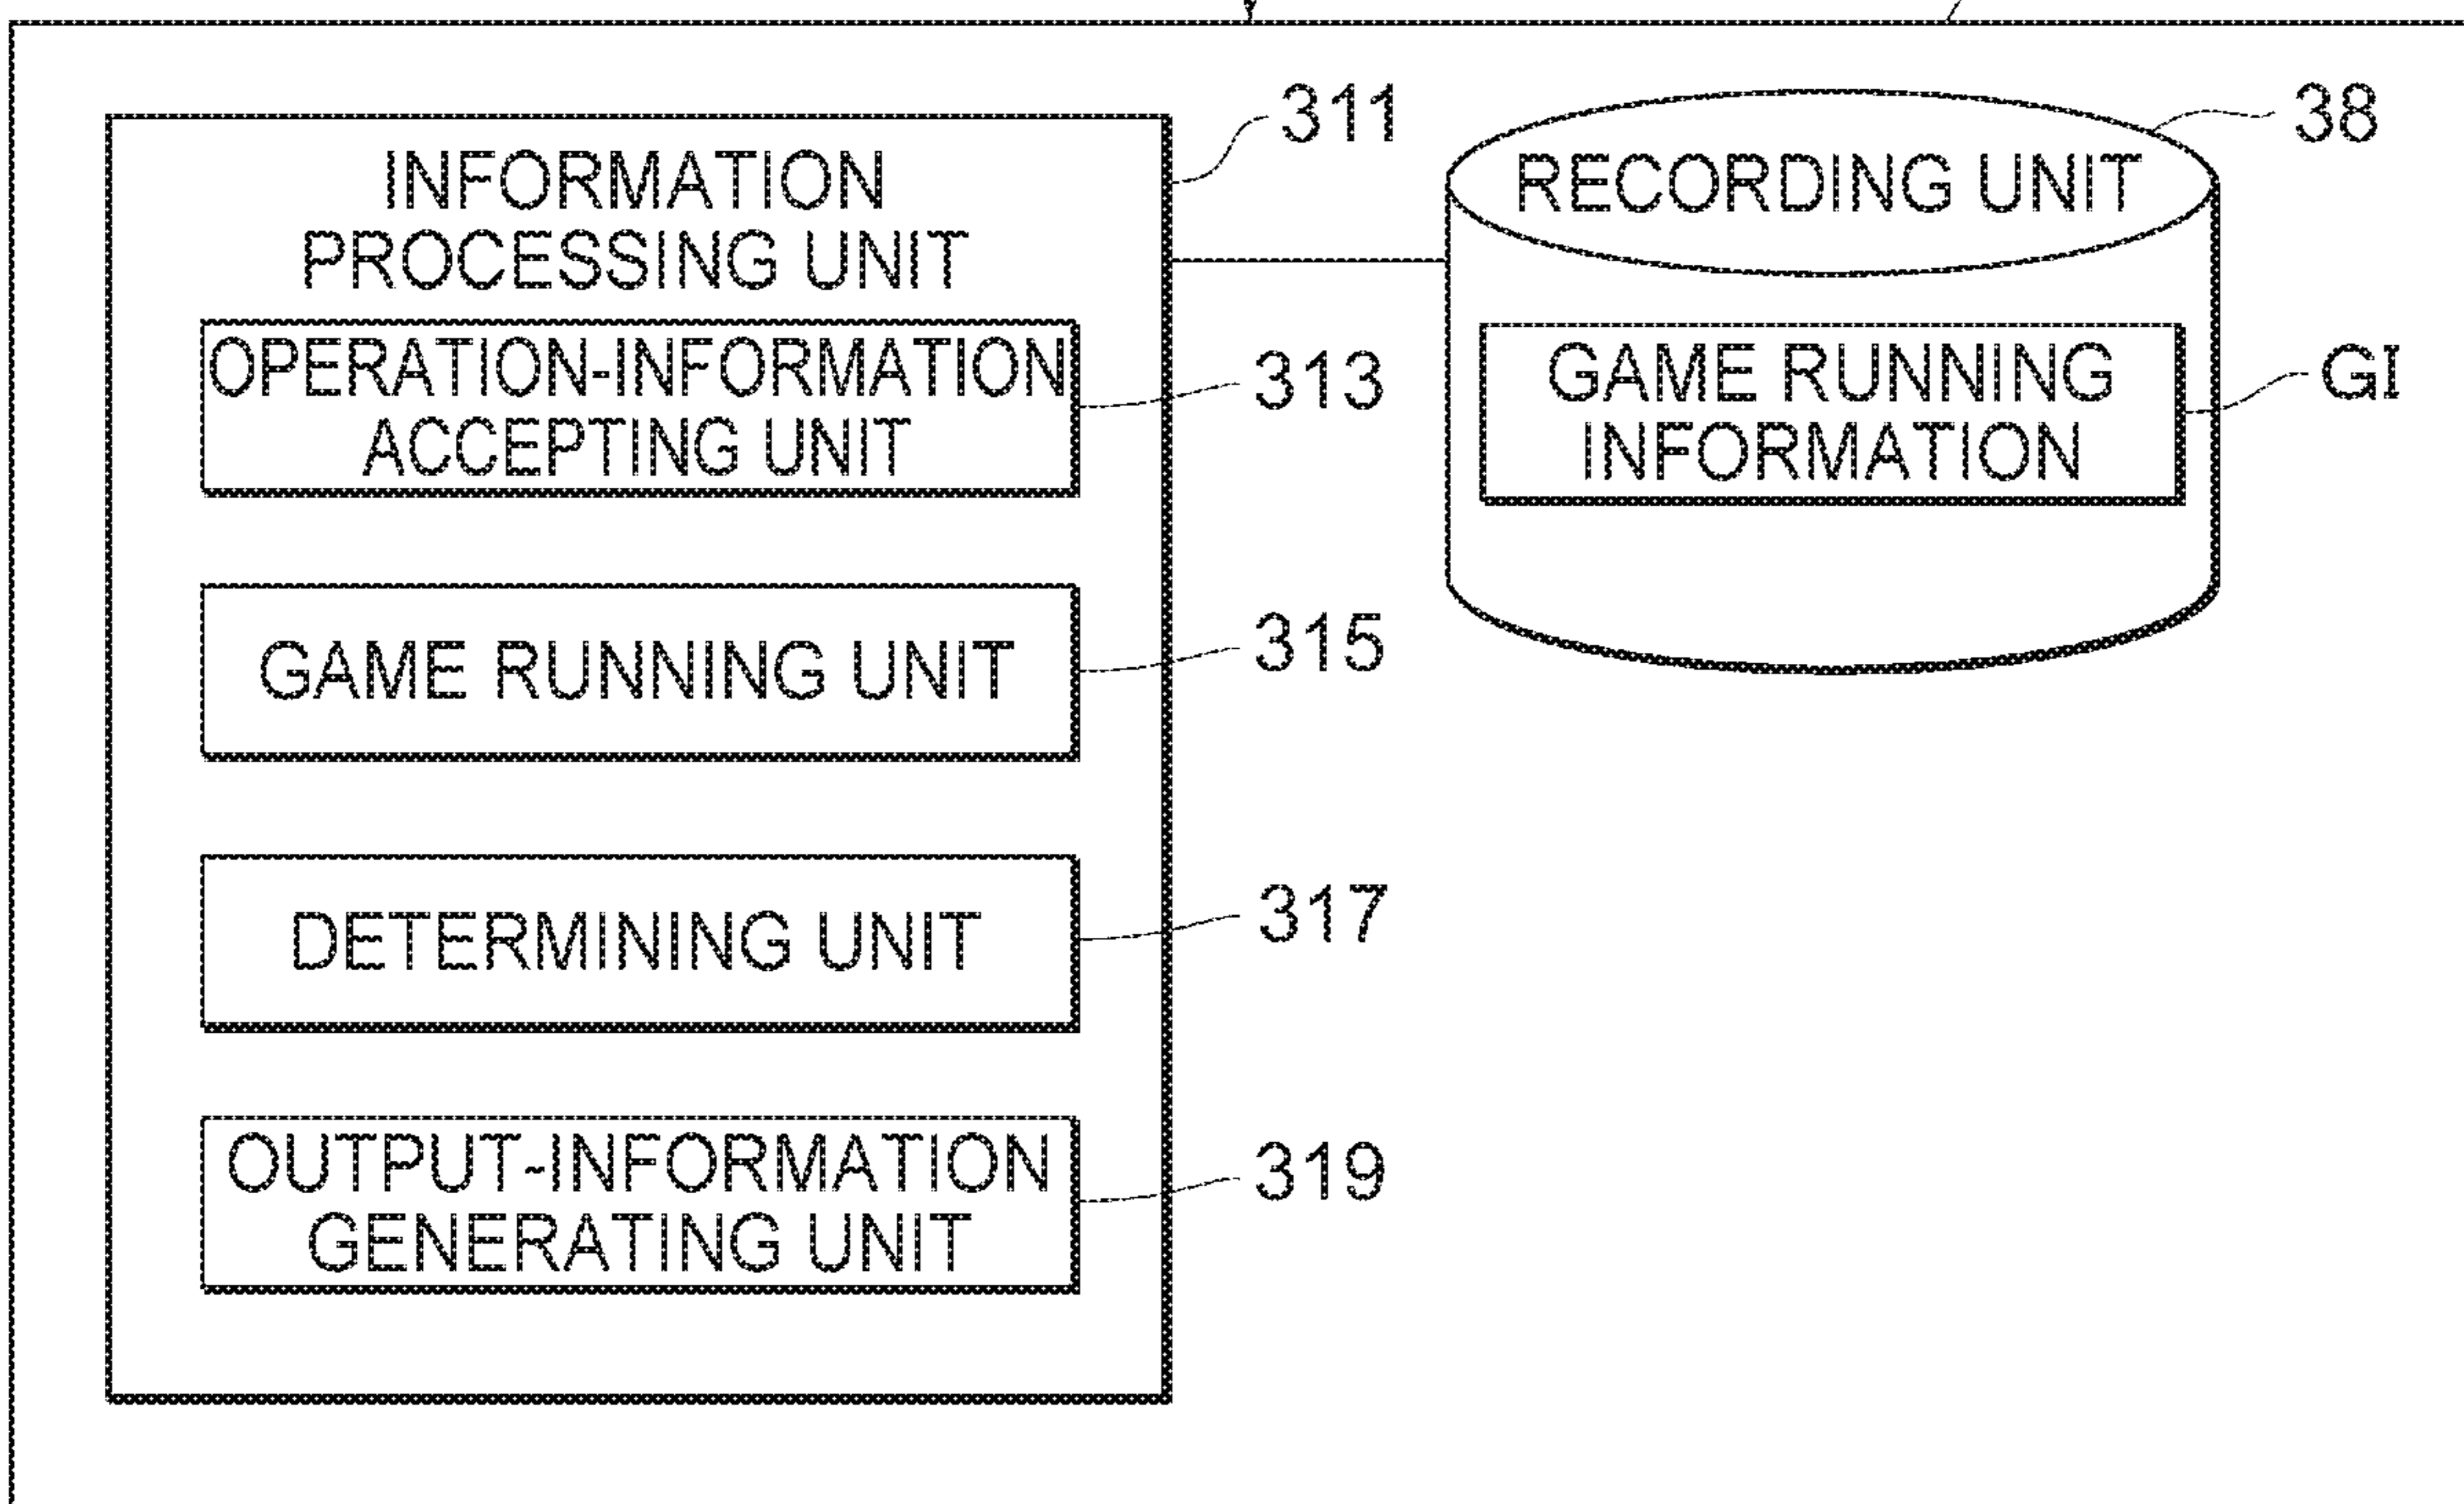 INFORMATION
PROCESSING UNIT
311
OPERATION-INFORMATION
ACCEPTING UNIT
313
GAME RUNNING UNIT
315
DETERMINING UNIT
317
OUTPUT-INFORMATION
GENERATING UNIT
319
RECORDING UNIT
38
GAME RUNNING
INFORMATION
GI